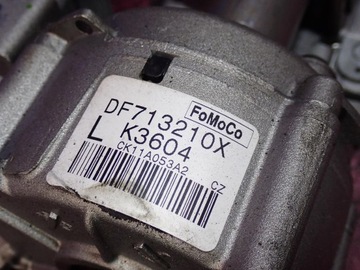 FoMoCo
DF713210X
L K3604
CK11A053A2
CZ